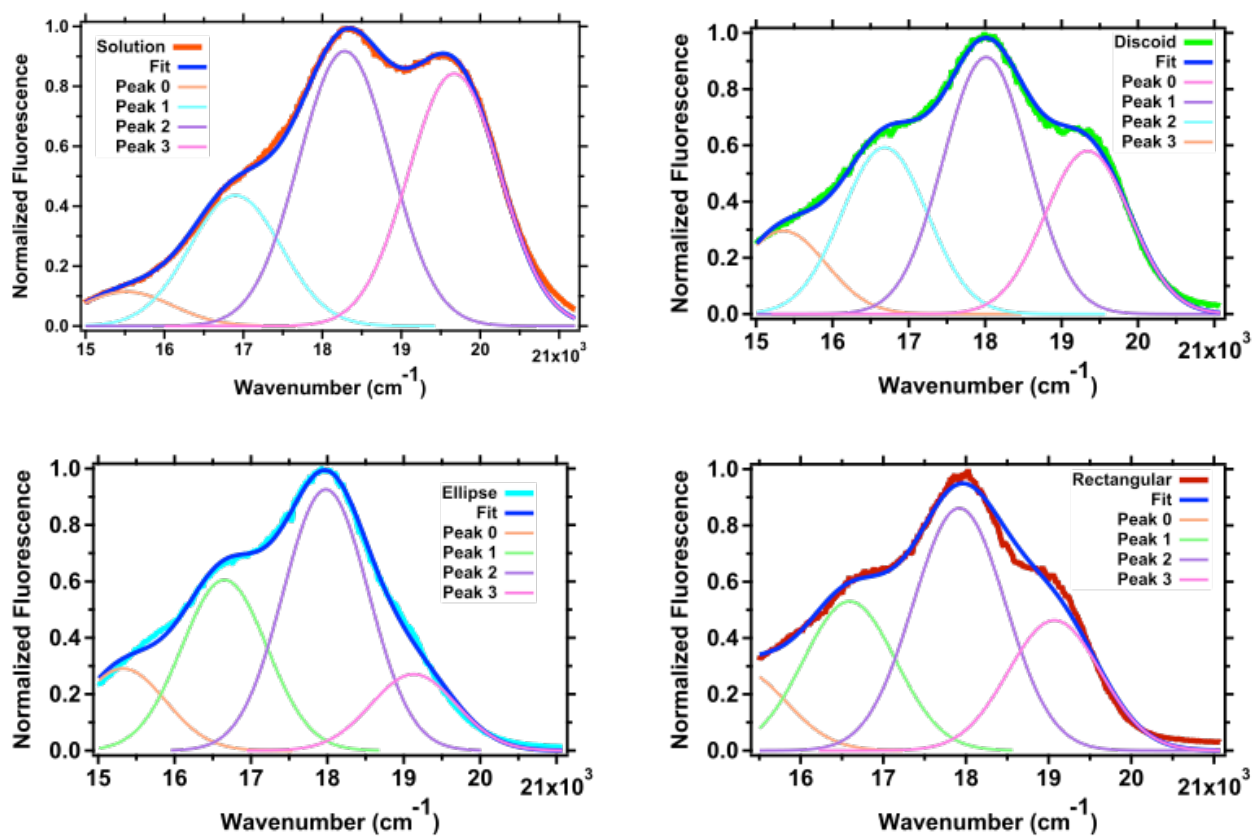 Normalized Fluorescence
1.0
0.8
0.6
0.4
0.2
0.0
Solution
Fit
Peak 0
Peak 1
Peak 2
Peak 3
15 16 17 18 19 20 21x10³
Wavenumber (cm⁻¹)
Normalized Fluorescence
1.0
0.8
0.6
0.4
0.2
0.0
Discoid
Fit
Peak 0
Peak 1
Peak 2
Peak 3
15 16 17 18 19 20 21x10³
Wavenumber (cm⁻¹)
Normalized Fluorescence
1.0
0.8
0.6
0.4
0.2
0.0
Ellipse
Fit
Peak 0
Peak 1
Peak 2
Peak 3
15 16 17 18 19 20 21x10³
Wavenumber (cm⁻¹)
Normalized Fluorescence
1.0
0.8
0.6
0.4
0.2
0.0
Rectangular
Fit
Peak 0
Peak 1
Peak 2
Peak 3
16 17 18 19 20 21x10³
Wavenumber (cm⁻¹)